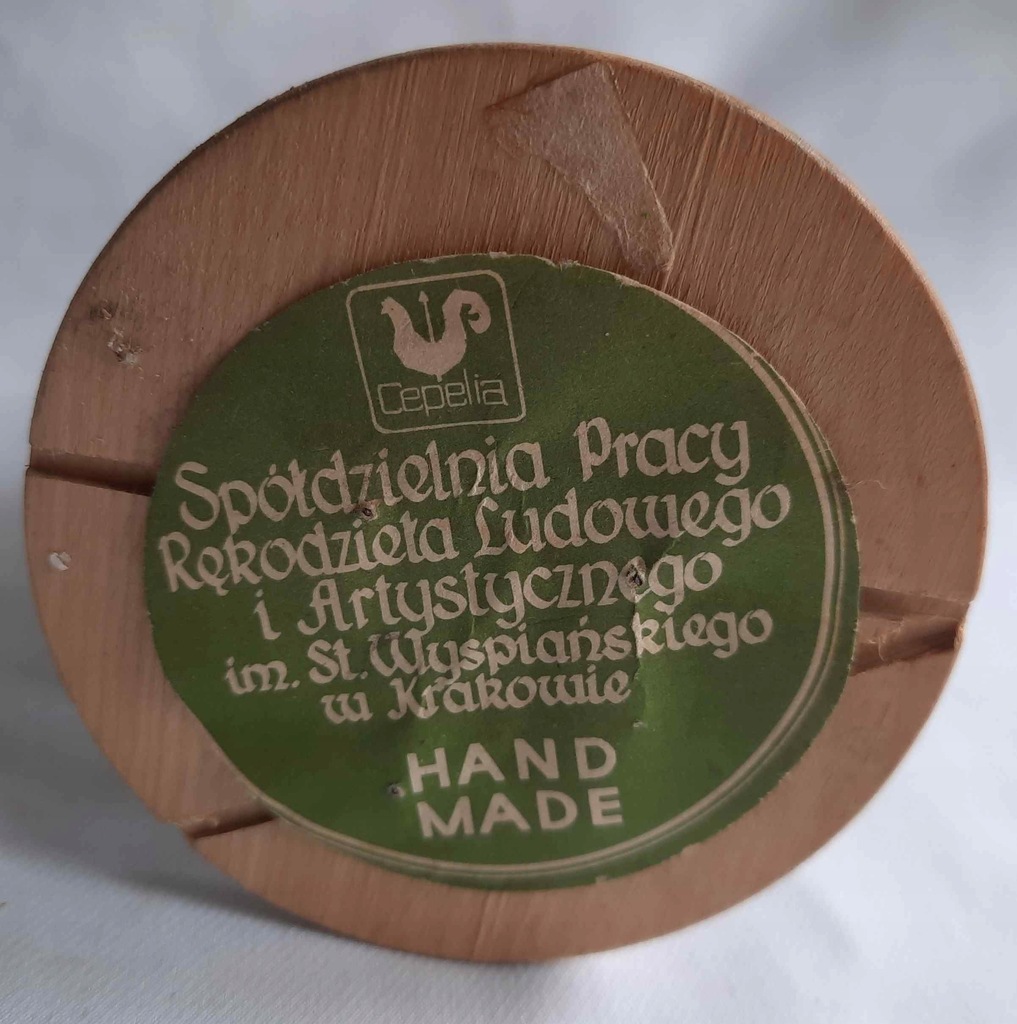 Cepelia
Spółdzielnia Pracy
Rękodzieła Ludowego
i Artystycznego
im. St. Wyspiańskiego
w Krakowie
HAND
MADE